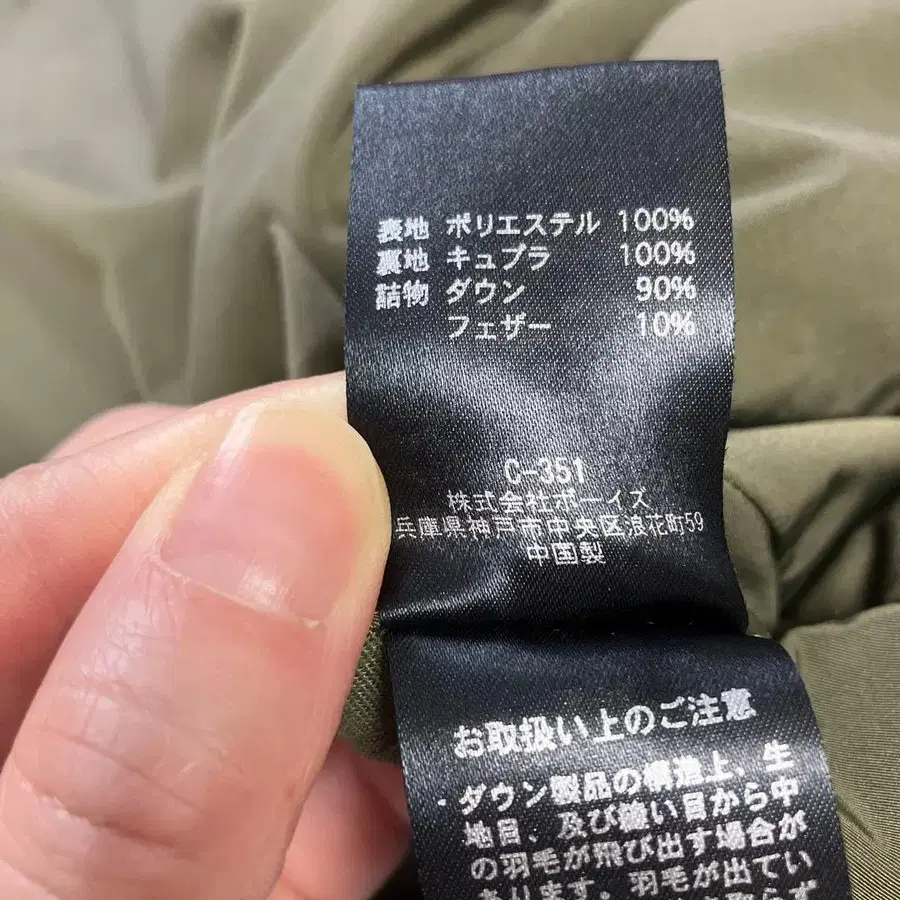 表地 ポリエステル 100%
裏地 キュプラ 100%
詰物 ダウン 90%
フェザー 10%
C-351
株式会社ボーイズ
兵庫県神戸市中央区浪花町59
中国製
お取扱い上のご注意
・ダウン製品の構造上、生
地目、及び縫い目から中
の羽毛が飛び出す場合が
あります。羽毛が出てい